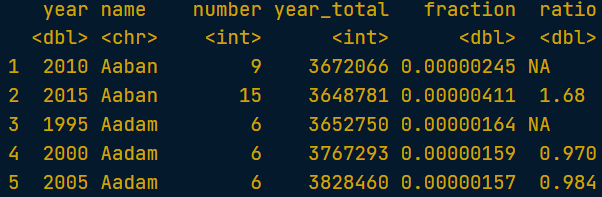 year name number year_total fraction ratio
<dbl> <chr> <int> <int> <dbl> <dbl>
1 2010 Aaban 9 3672066 0.00000245 NA
2 2015 Aaban 15 3648781 0.00000411 1.68
3 1995 Aadam 6 3652750 0.00000164 NA
4 2000 Aadam 6 3767293 0.00000159 0.970
5 2005 Aadam 6 3828460 0.00000157 0.984